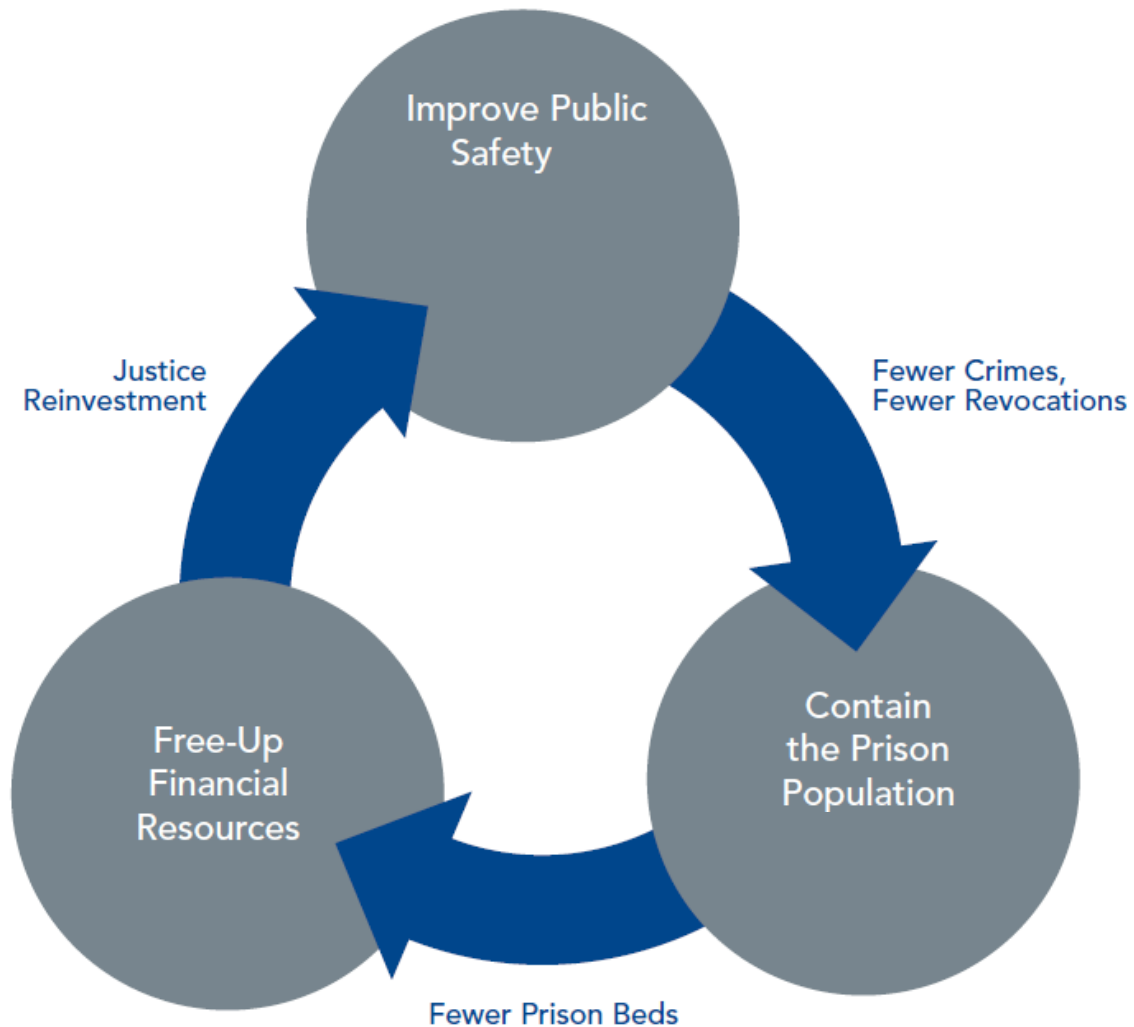 Improve Public
Safety
Justice
Reinvestment
Fewer Crimes,
Fewer Revocations
Contain
the Prison
Population
Free-Up
Financial
Resources
Fewer Prison Beds